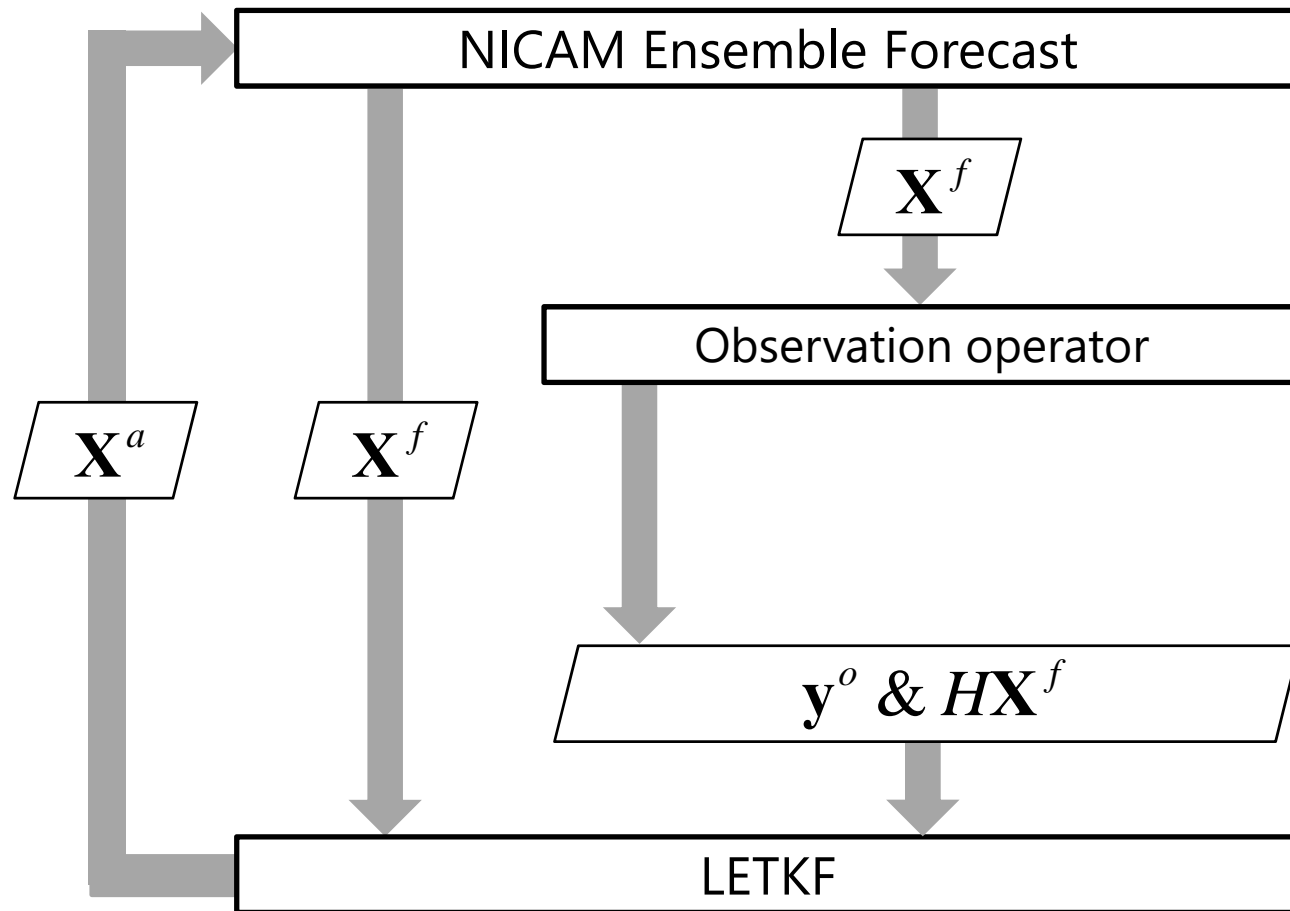 NICAM Ensemble Forecast
X^f
Observation operator
X^a
X^f
y^o & HX^f
LETKF